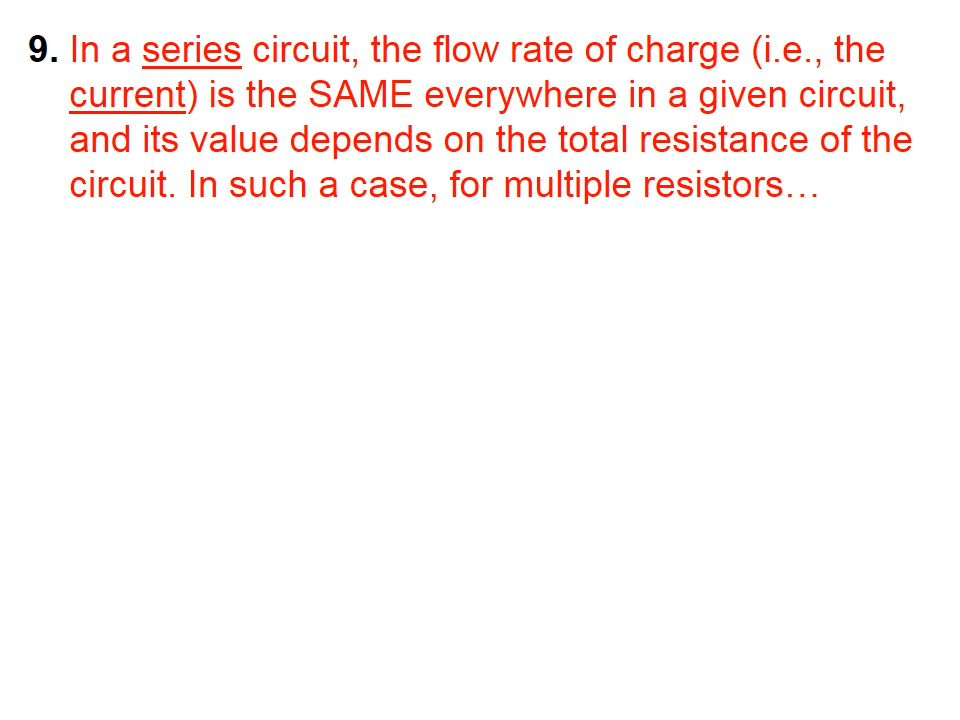 9. In a series circuit, the flow rate of charge (i.e., the
current) is the SAME everywhere in a given circuit,
and its value depends on the total resistance of the
circuit. In such a case, for multiple resistors…